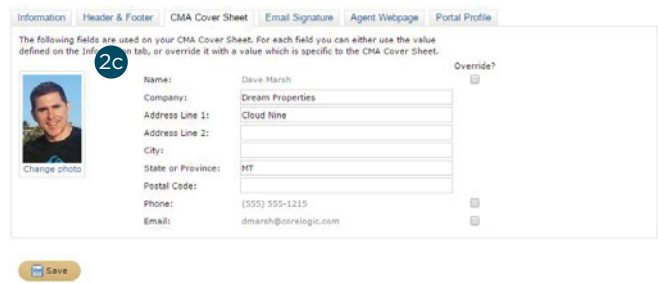 Information Header & Footer CMA Cover Sheet Email Signature Agent Webpage Portal Profile
The following fields are used on your CMA Cover Sheet. For each field you can either use the value
defined on the Information tab, or override it with a value which is specific to the CMA Cover Sheet.
2c
Override?
Name: Dave Marsh
Company: Dream Properties
Address Line 1: Cloud Nine
Address Line 2:
City:
Change photo State or Province: MT
Postal Code:
Phone: (555) 555-1215
Email: dmarsh@corelogic.com
Save